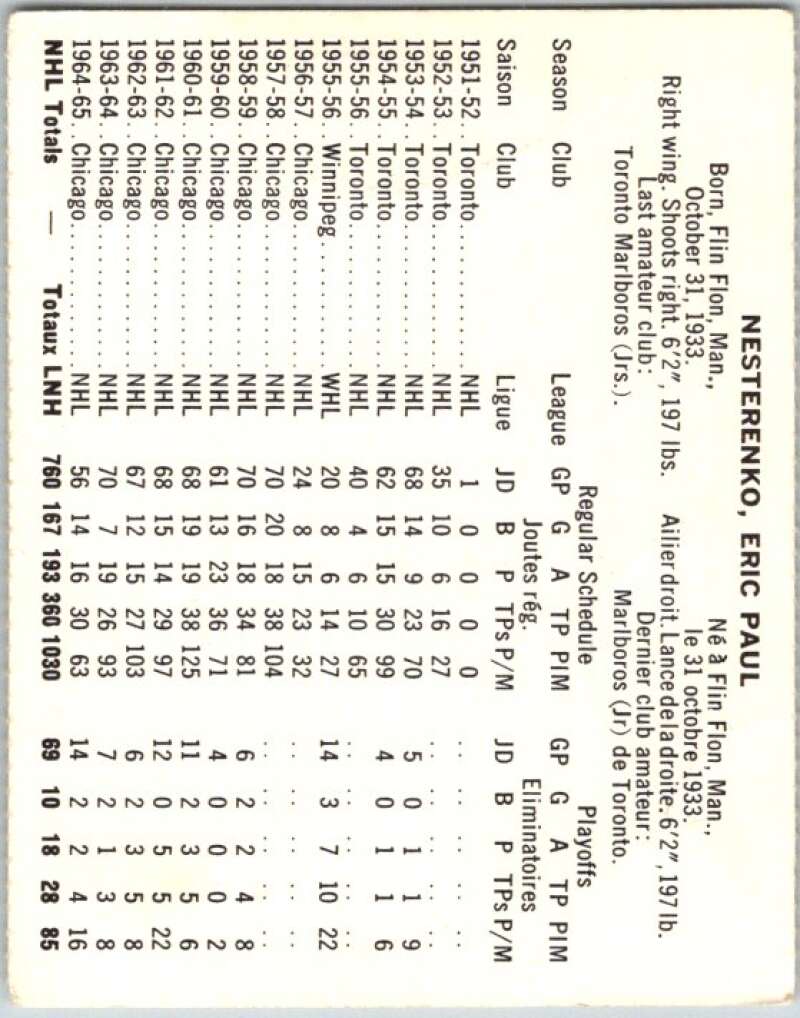 NESTERENKO, ERIC PAUL
Born, Flin Flon, Man.,
October 31, 1933.
Right wing. Shoots right. 6'2", 197 lbs.
Last amateur club:
Toronto Marlboros (Jrs.).
Né à Flin Flon, Man.,
le 31 octobre 1933.
Ailier droit. Lance de la droite. 6'2", 197 lb.
Dernier club amateur:
Marlboros (Jr) de Toronto.
Regular Schedule Playoffs
Season Club League GP G A TP PIM GP G A TP PIM
Joutes rég. Eliminatoires
Saison Club Ligue JD B P TPs P/M JD B P TPs P/M
1951-52...Toronto...............NHL 1 0 0 0 0 .. .. .. .. ..
1952-53...Toronto...............NHL 35 10 6 16 27 .. .. .. .. ..
1953-54...Toronto...............NHL 68 14 9 23 70 5 0 1 1 9
1954-55...Toronto...............NHL 62 15 15 30 99 4 0 1 1 6
1955-56...Toronto...............NHL 40 4 6 10 65 .. .. .. .. ..
1955-56...Winnipeg..............WHL 20 8 6 14 27 14 3 7 10 22
1956-57...Chicago...............NHL 24 8 15 23 32 .. .. .. .. ..
1957-58...Chicago...............NHL 70 20 18 38 104 .. .. .. .. ..
1958-59...Chicago...............NHL 70 16 18 34 81 6 2 2 4 8
1959-60...Chicago...............NHL 61 13 23 36 71 4 0 0 0 2
1960-61...Chicago...............NHL 68 19 19 38 125 11 2 3 5 6
1961-62...Chicago...............NHL 68 15 14 29 97 12 0 5 5 22
1962-63...Chicago...............NHL 67 12 15 27 103 6 2 3 5 8
1963-64...Chicago...............NHL 70 7 19 26 93 7 2 1 3 8
1964-65...Chicago...............NHL 56 14 16 30 63 14 2 2 4 16
NHL Totals — Totaux LNH 760 167 193 360 1030 69 10 18 28 85